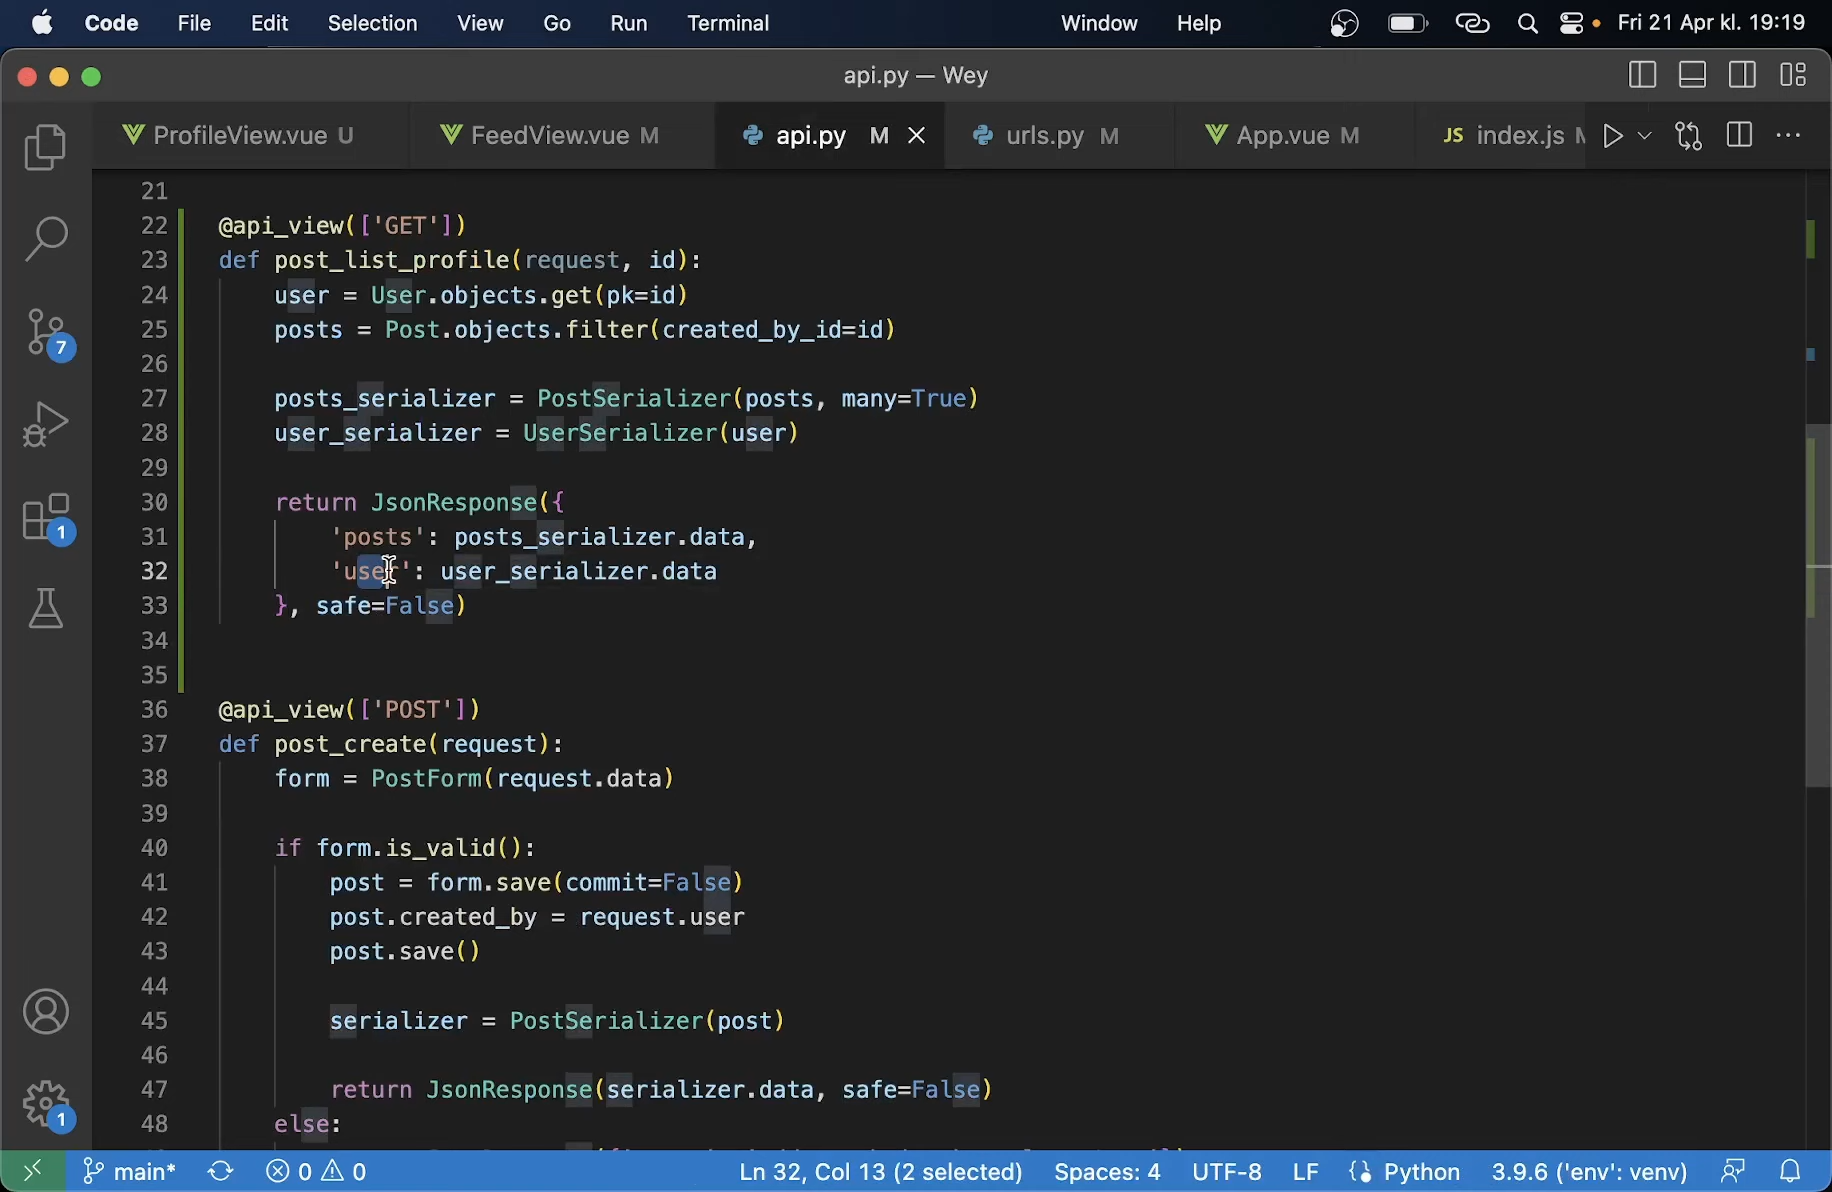 Code File Edit Selection View Go Run Terminal Window Help Fri 21 Apr kl. 19:19
api.py — Wey
ProfileView.vue U FeedView.vue M api.py M urls.py M App.vue M JS index.js
21
22 @api_view(['GET'])
23 def post_list_profile(request, id):
24 user = User.objects.get(pk=id)
25 posts = Post.objects.filter(created_by_id=id)
26
27 posts_serializer = PostSerializer(posts, many=True)
28 user_serializer = UserSerializer(user)
29
30 return JsonResponse({
31 'posts': posts_serializer.data,
32 'user': user_serializer.data
33 }, safe=False)
34
35
36 @api_view(['POST'])
37 def post_create(request):
38 form = PostForm(request.data)
39
40 if form.is_valid():
41 post = form.save(commit=False)
42 post.created_by = request.user
43 post.save()
44
45 serializer = PostSerializer(post)
46
47 return JsonResponse(serializer.data, safe=False)
48 else:
7
1
1
main* 0 0 Ln 32, Col 13 (2 selected) Spaces: 4 UTF-8 LF Python 3.9.6 ('env': venv)